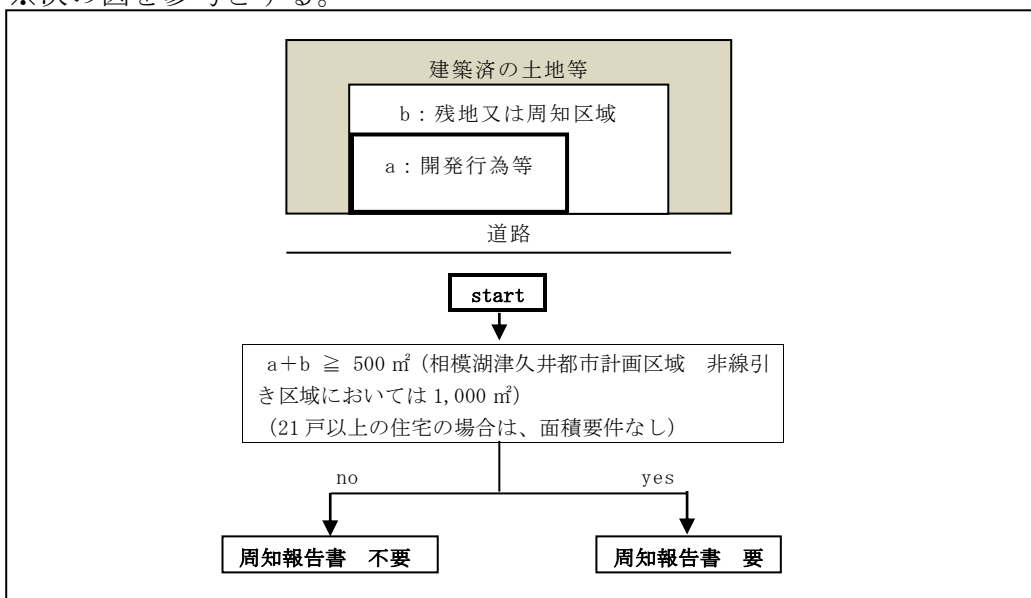 ※次の図を参考とする。
建築済の土地等
b：残地又は周知区域
a：開発行為等
道路
start
a＋b ≧ 500 ㎡（相模湖津久井都市計画区域　非線引
き区域においては 1,000 ㎡）
（21 戸以上の住宅の場合は、面積要件なし）
no
yes
周知報告書　不要
周知報告書　要